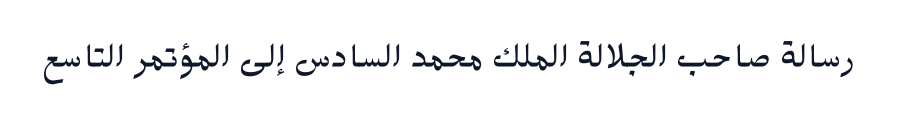 رسالة صاحب الجلالة الملك محمد السادس إلى المؤتمر التاسع